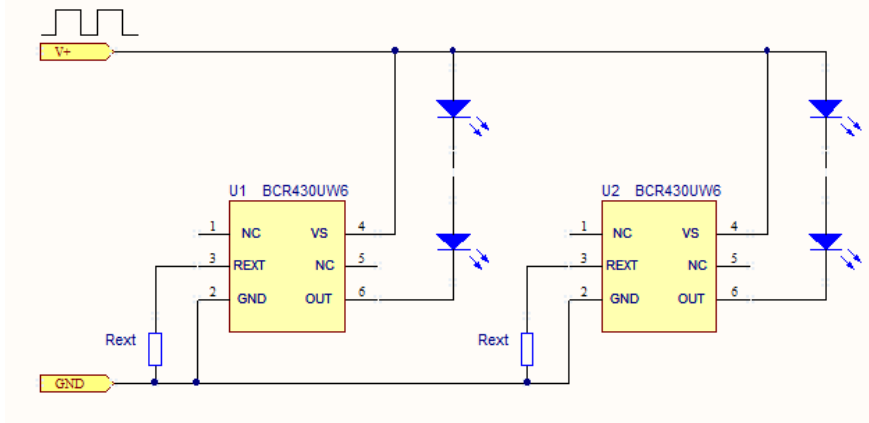 V+
U1 BCR430UW6
1 NC VS 4
3 REXT NC 5
2 GND OUT 6
Rext
U2 BCR430UW6
1 NC VS 4
3 REXT NC 5
2 GND OUT 6
Rext
GND